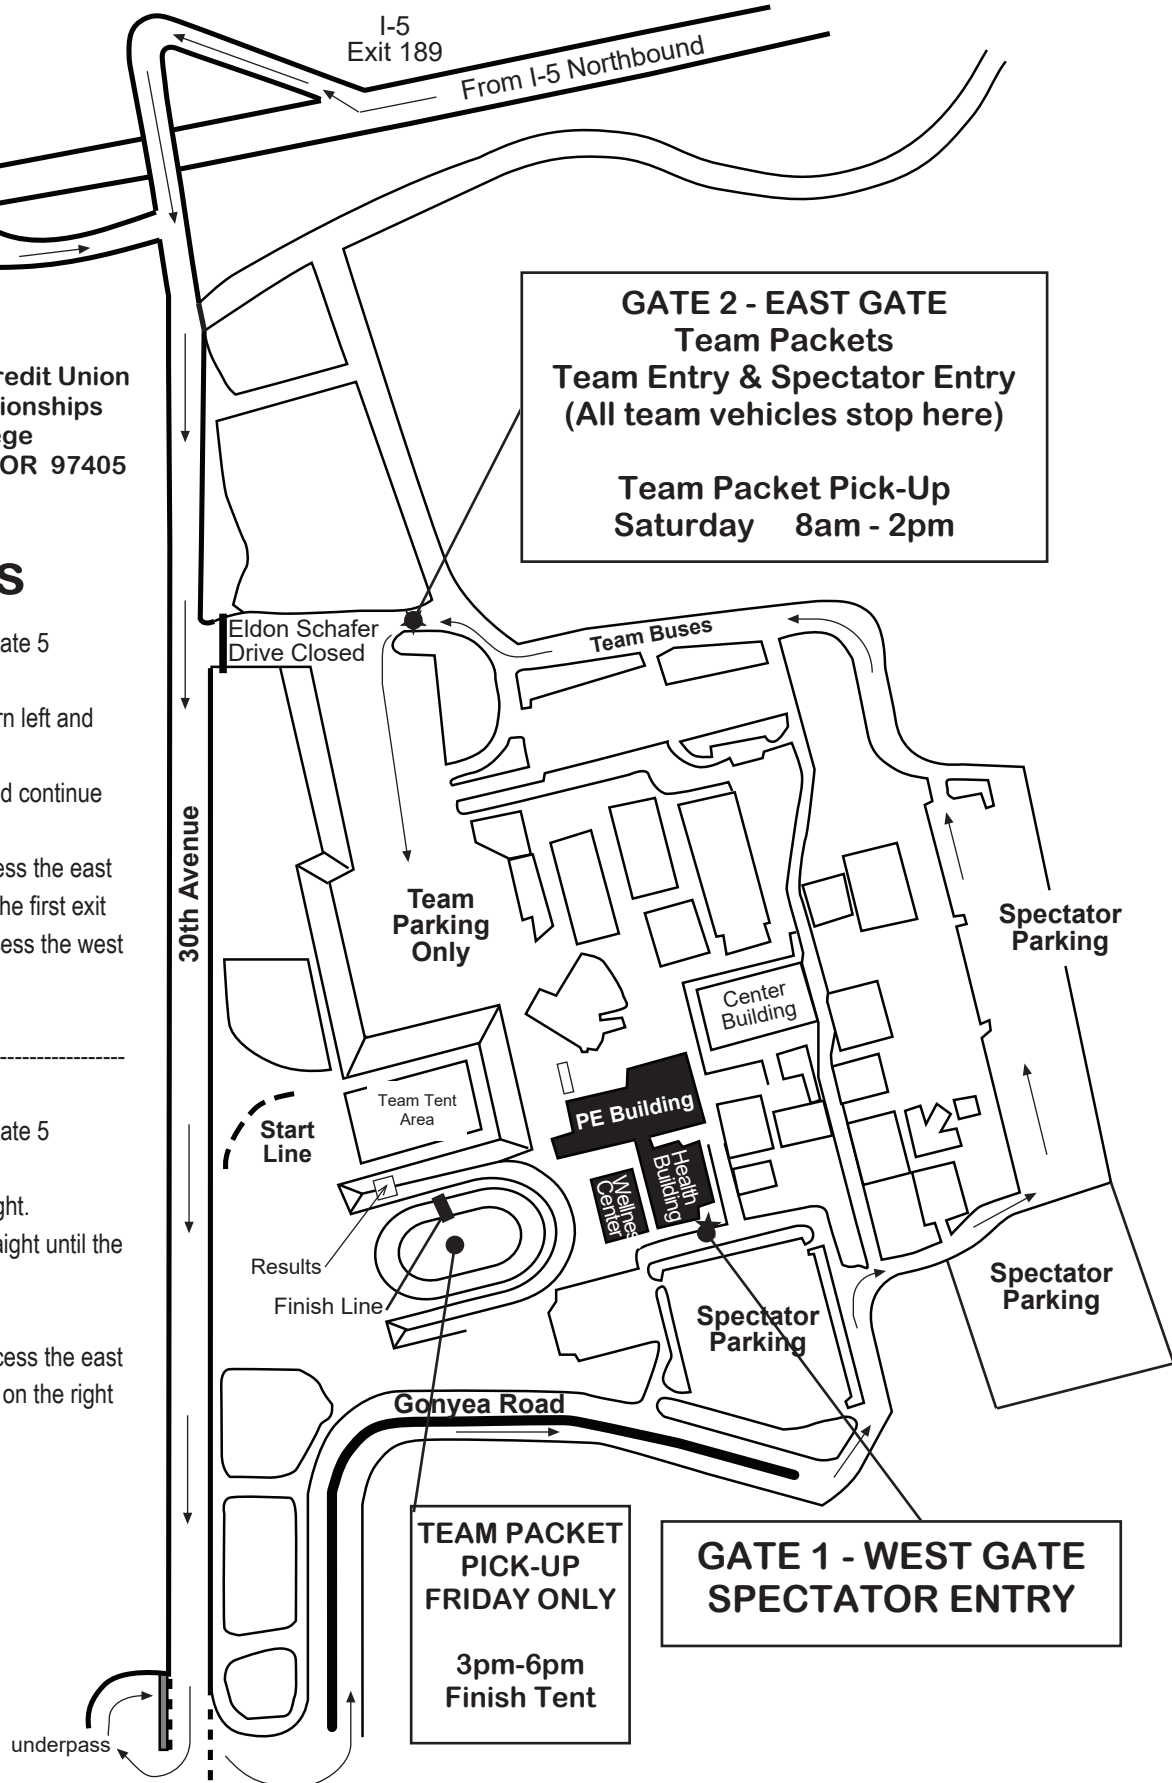 I-5
Exit 189
From I-5 Northbound
GATE 2 - EAST GATE
Team Packets
Team Entry & Spectator Entry
(All team vehicles stop here)
Team Packet Pick-Up
Saturday 8am - 2pm
redit Union
ionships
ege
OR 97405
s
ate 5
rn left and
d continue
ess the east
he first exit
cess the west
------------------
ate 5
ght.
aight until the
cess the east
on the right
Eldon Schafer
Drive Closed
Team Buses
30th Avenue
Team
Parking
Only
Spectator
Parking
Center
Building
Team Tent
Area
Start
Line
PE Building
Health
Building
Wellness
Center
Results
Finish Line
Spectator
Parking
Spectator
Parking
Gonyea Road
TEAM PACKET
PICK-UP
FRIDAY ONLY
3pm-6pm
Finish Tent
GATE 1 - WEST GATE
SPECTATOR ENTRY
underpass